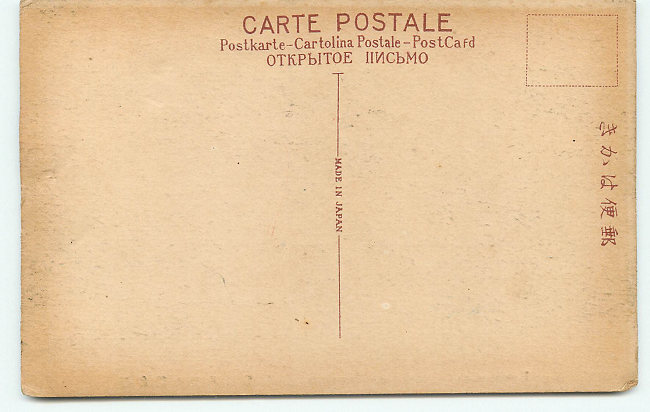 CARTE POSTALE
Postkarte-Cartolina Postale-PostCard
ОТКРЫТОЕ ПИСЬМО
MADE IN JAPAN
きかは便郵